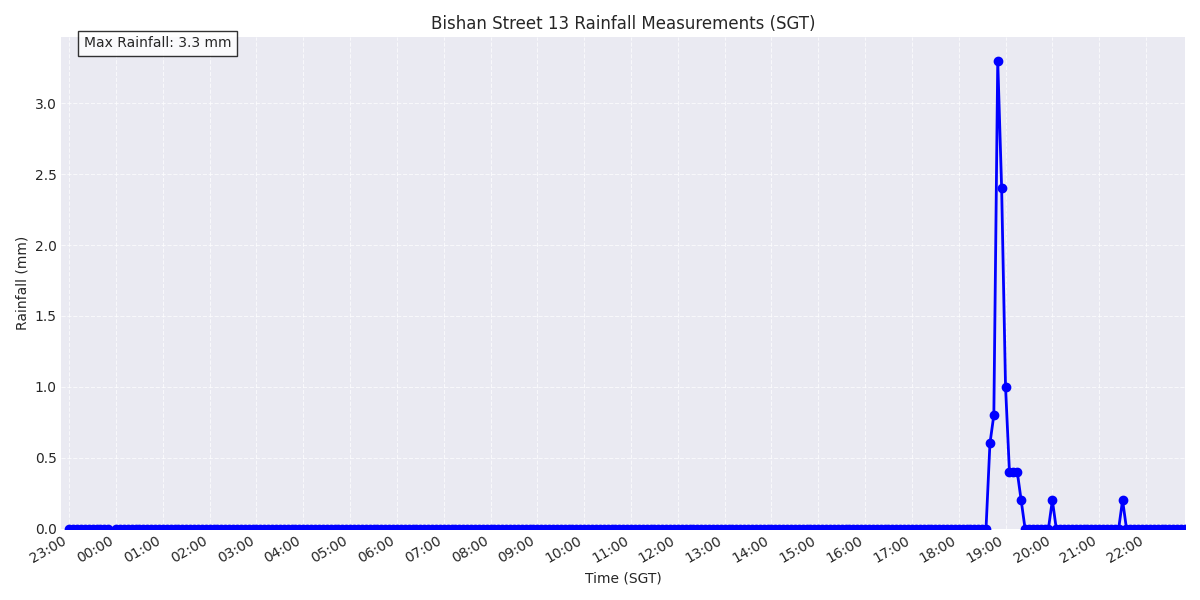 Bishan Street 13 Rainfall Measurements (SGT)
Max Rainfall: 3.3 mm
Rainfall (mm)
3.0
2.5
2.0
1.5
1.0
0.5
0.0
23:00 00:00 01:00 02:00 03:00 04:00 05:00 06:00 07:00 08:00 09:00 10:00 11:00 12:00 13:00 14:00 15:00 16:00 17:00 18:00 19:00 20:00 21:00 22:00
Time (SGT)